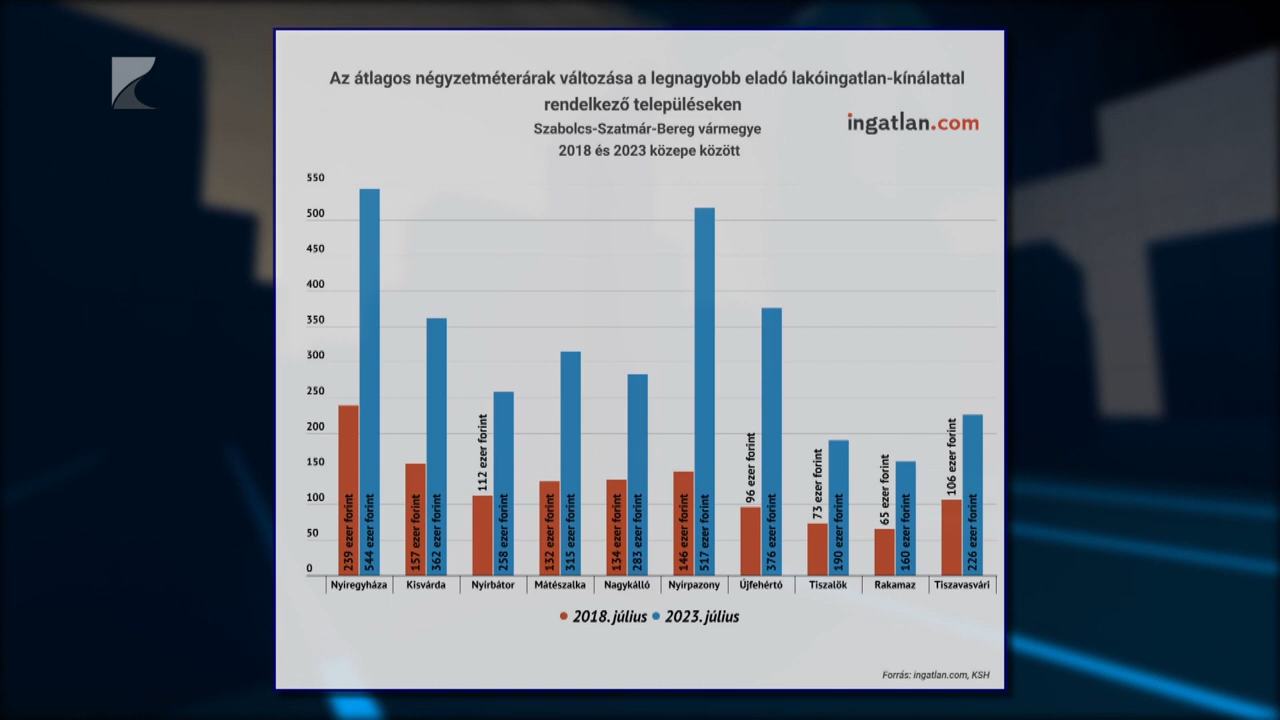 Az átlagos négyzetméterárak változása a legnagyobb eladó lakóingatlan-kínálattal
rendelkező településeken
Szabolcs-Szatmár-Bereg vármegye
2018 és 2023 közepe között
ingatlan.com
550
500
450
400
350
300
250
200
150
100
50
0
239 ezer forint
544 ezer forint
157 ezer forint
362 ezer forint
112 ezer forint
258 ezer forint
132 ezer forint
315 ezer forint
134 ezer forint
283 ezer forint
146 ezer forint
517 ezer forint
96 ezer forint
376 ezer forint
73 ezer forint
190 ezer forint
65 ezer forint
160 ezer forint
106 ezer forint
226 ezer forint
Nyíregyháza Kisvárda Nyírbátor Mátészalka Nagykálló Nyírpazony Újfehértó Tiszalök Rakamaz Tiszavasvári
2018. július 2023. július
Forrás: ingatlan.com, KSH